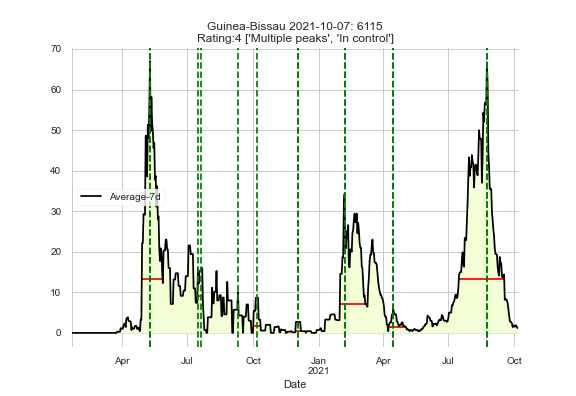 Guinea-Bissau 2021-10-07: 6115
Rating:4 ['Multiple peaks', 'In control']
70
60
50
40
30
20
10
0
Average-7d
Apr Jul Oct Jan Apr Jul Oct
2021
Date